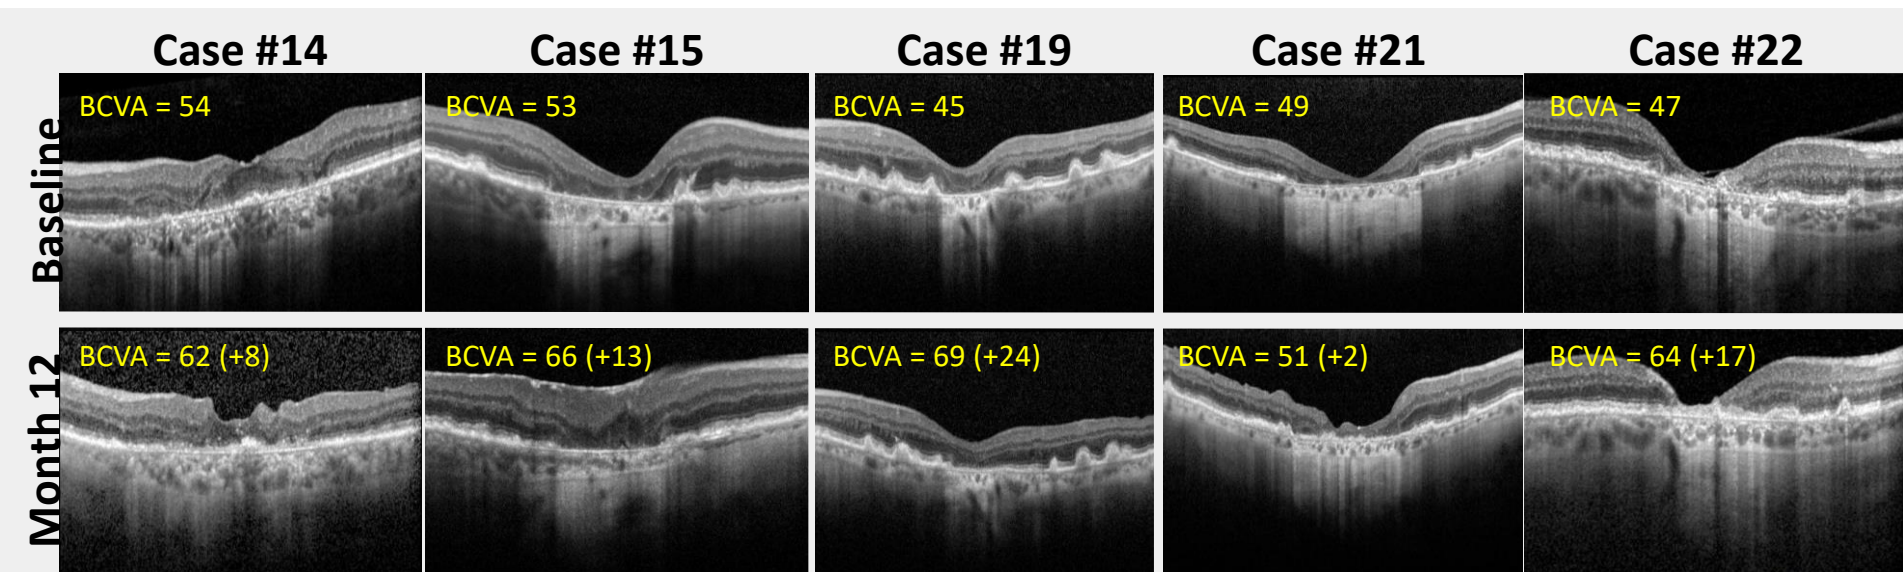 Case #14 Case #15 Case #19 Case #21 Case #22
Baseline
BCVA = 54 BCVA = 53 BCVA = 45 BCVA = 49 BCVA = 47
Month 12
BCVA = 62 (+8) BCVA = 66 (+13) BCVA = 69 (+24) BCVA = 51 (+2) BCVA = 64 (+17)